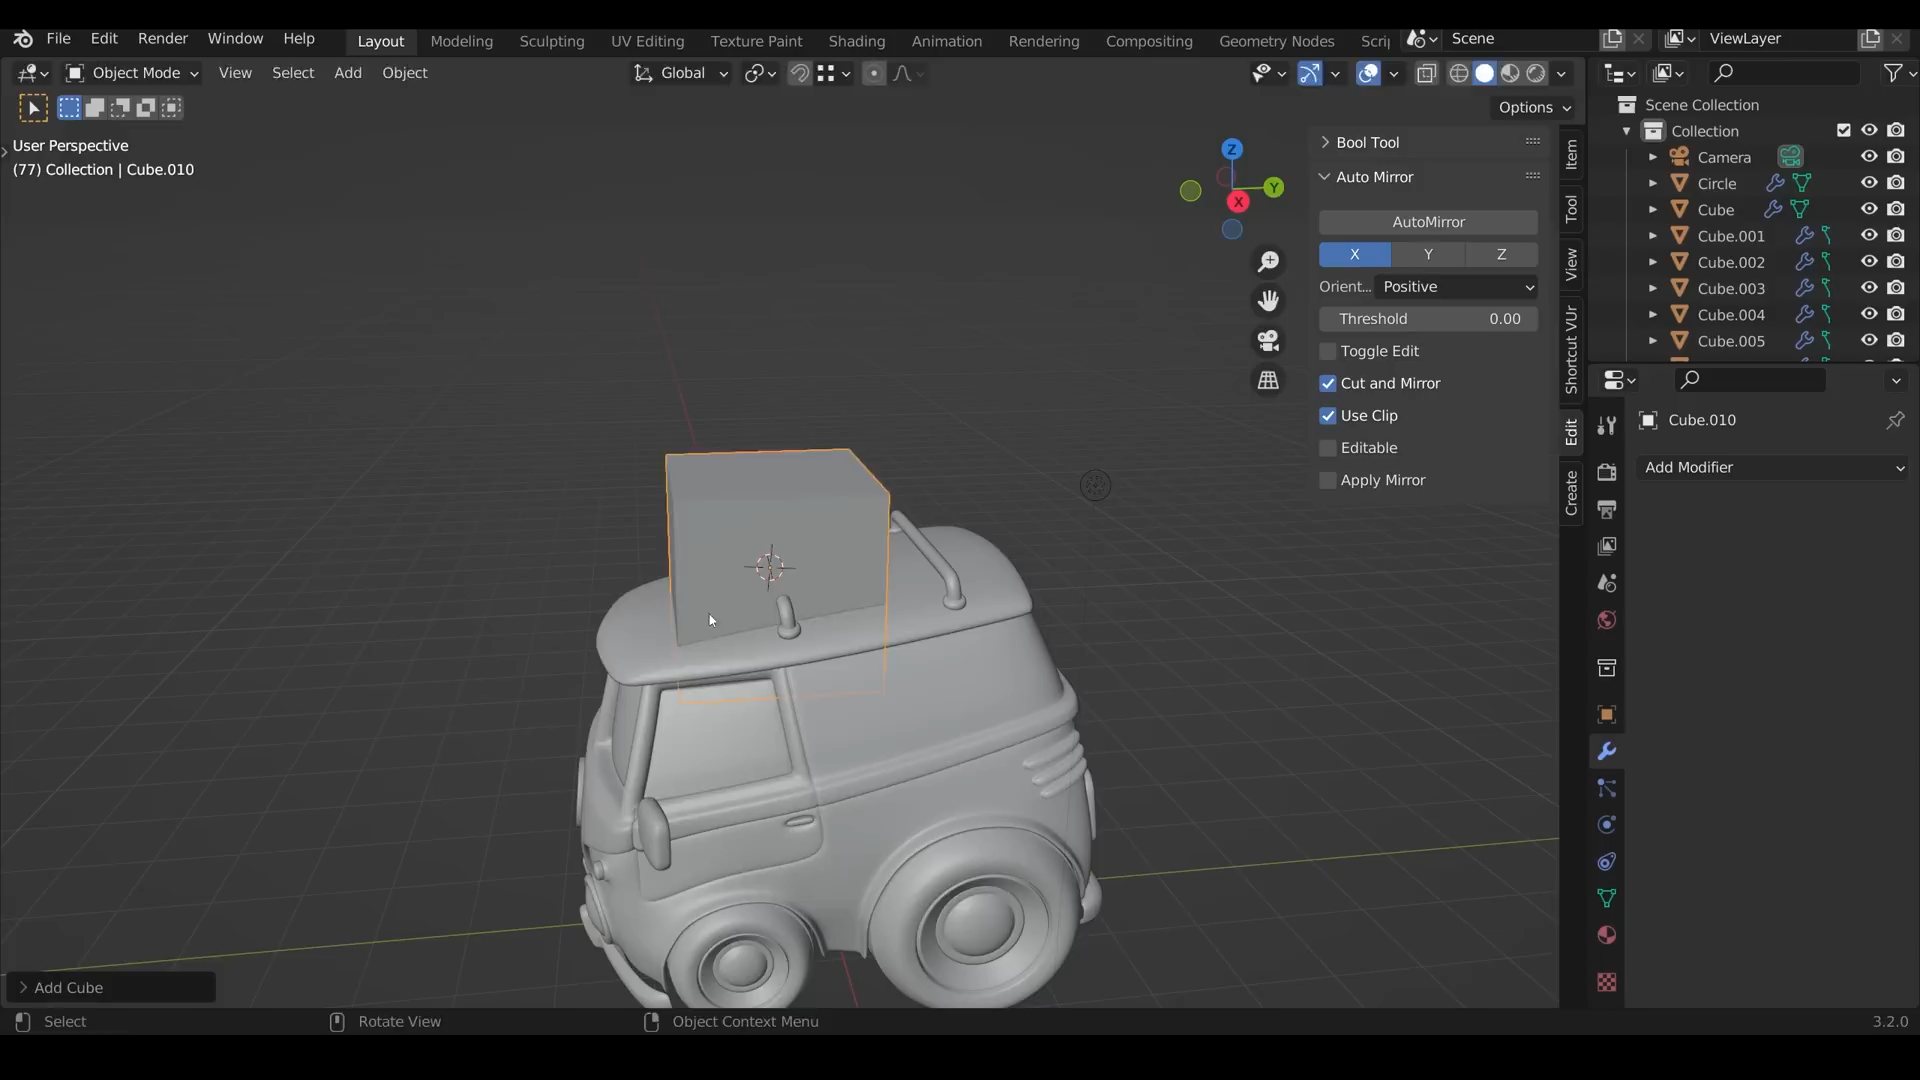 File Edit Render Window Help Layout Modeling Sculpting UV Editing Texture Paint Shading Animation Rendering Compositing Geometry Nodes Scrip Scene ViewLayer
Object Mode View Select Add Object Global
Options
User Perspective
(77) Collection | Cube.010
Z
Y
X
Bool Tool
Auto Mirror
AutoMirror
X Y Z
Orient... Positive
Threshold 0.00
Toggle Edit
Cut and Mirror
Use Clip
Editable
Apply Mirror
Item
Tool
View
Shortcut VUr
Edit
Create
Scene Collection
Collection
Camera
Circle
Cube
Cube.001
Cube.002
Cube.003
Cube.004
Cube.005
Cube.010
Add Modifier
Add Cube
Select Rotate View Object Context Menu 3.2.0